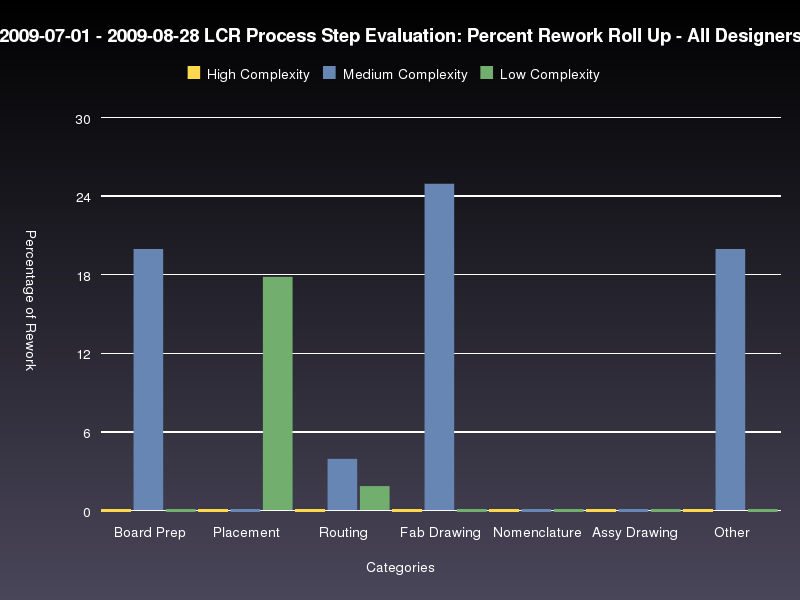 2009-07-01 - 2009-08-28 LCR Process Step Evaluation: Percent Rework Roll Up - All Designers
High Complexity Medium Complexity Low Complexity
30
24
18
12
6
0
Percentage of Rework
Board Prep Placement Routing Fab Drawing Nomenclature Assy Drawing Other
Categories